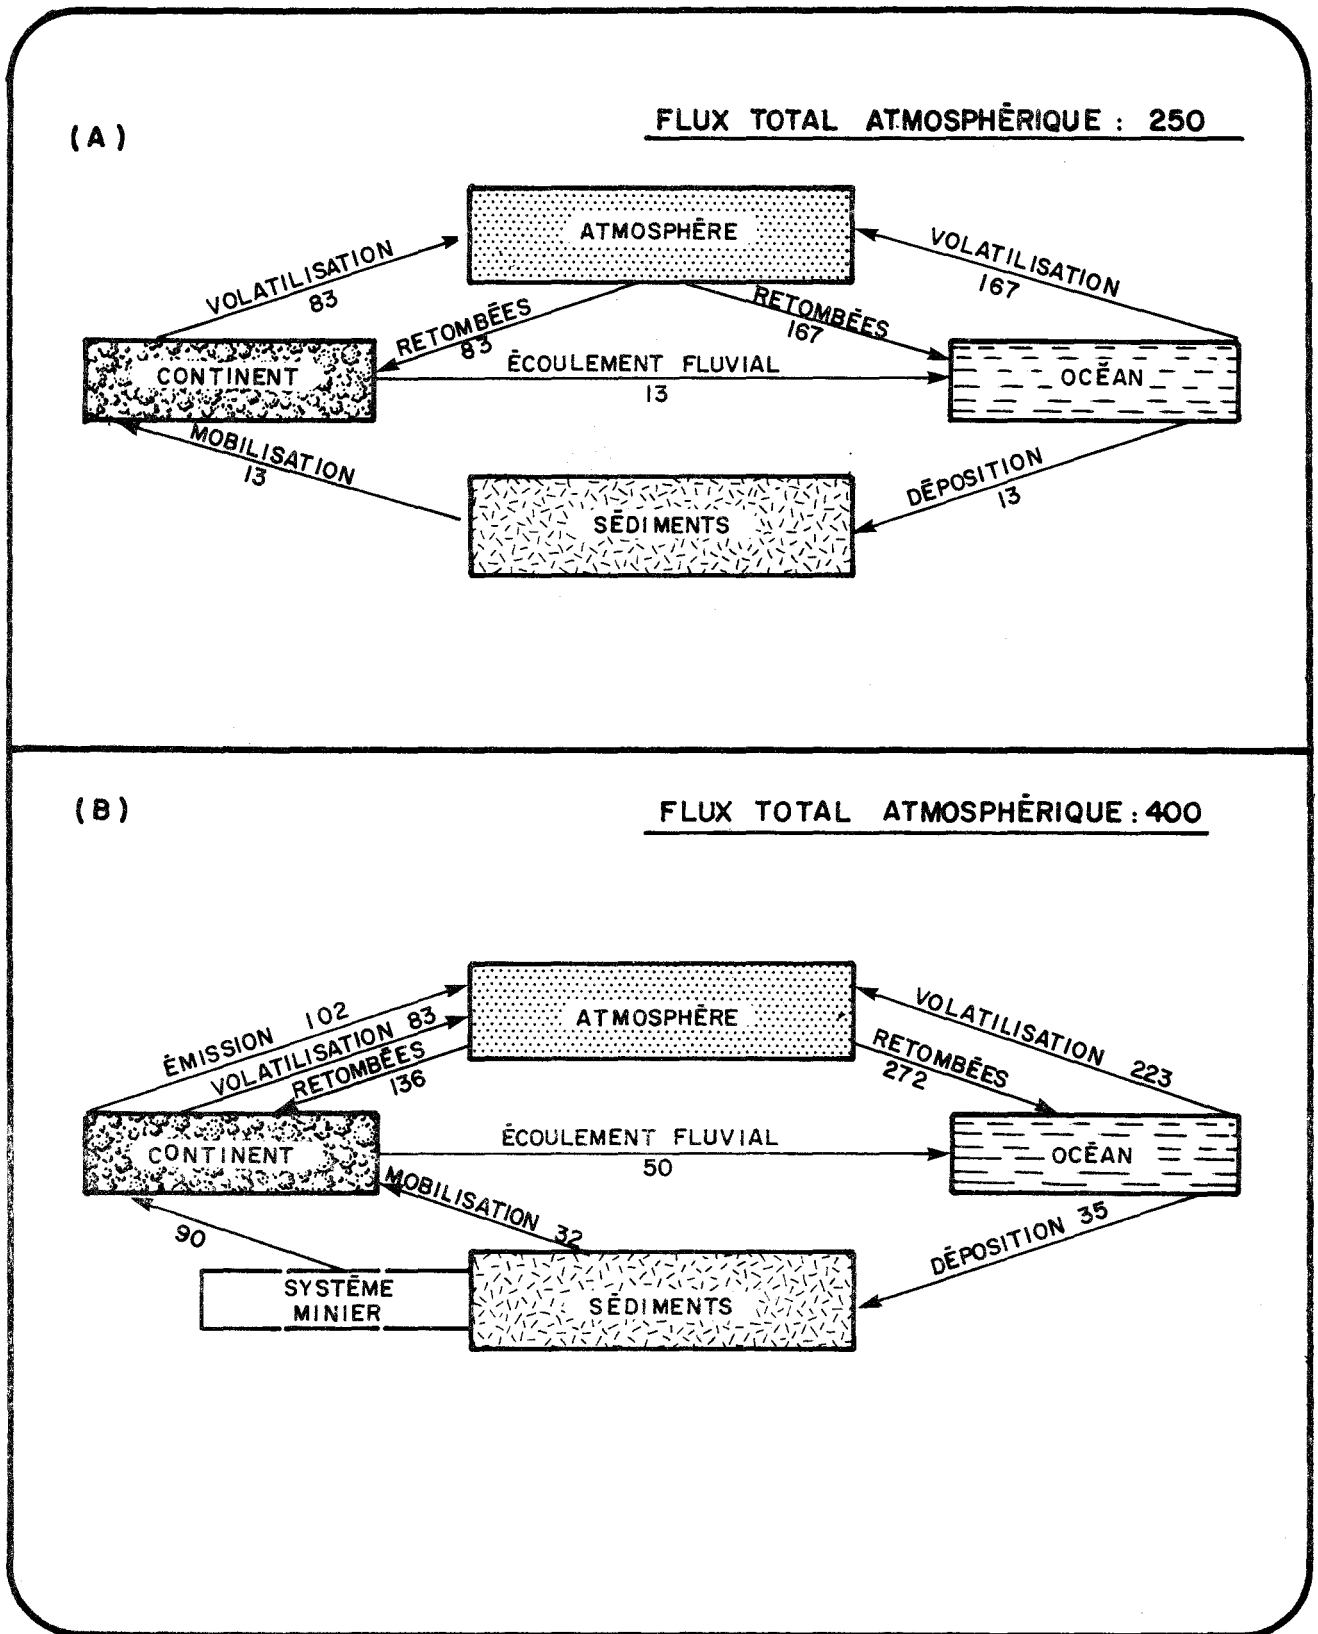 (A)
FLUX TOTAL ATMOSPHÉRIQUE : 250
ATMOSPHÈRE
VOLATILISATION
83
VOLATILISATION
167
RETOMBÉES
83
RETOMBÉES
167
CONTINENT
ÉCOULEMENT FLUVIAL
13
OCÉAN
MOBILISATION
13
DÉPOSITION
13
SÉDIMENTS
(B)
FLUX TOTAL ATMOSPHÉRIQUE : 400
ATMOSPHÈRE
ÉMISSION 102
VOLATILISATION 83
RETOMBÉES
136
VOLATILISATION 223
RETOMBÉES
272
CONTINENT
ÉCOULEMENT FLUVIAL
50
OCÉAN
MOBILISATION 32
90
DÉPOSITION 35
SYSTÈME
MINIER
SÉDIMENTS